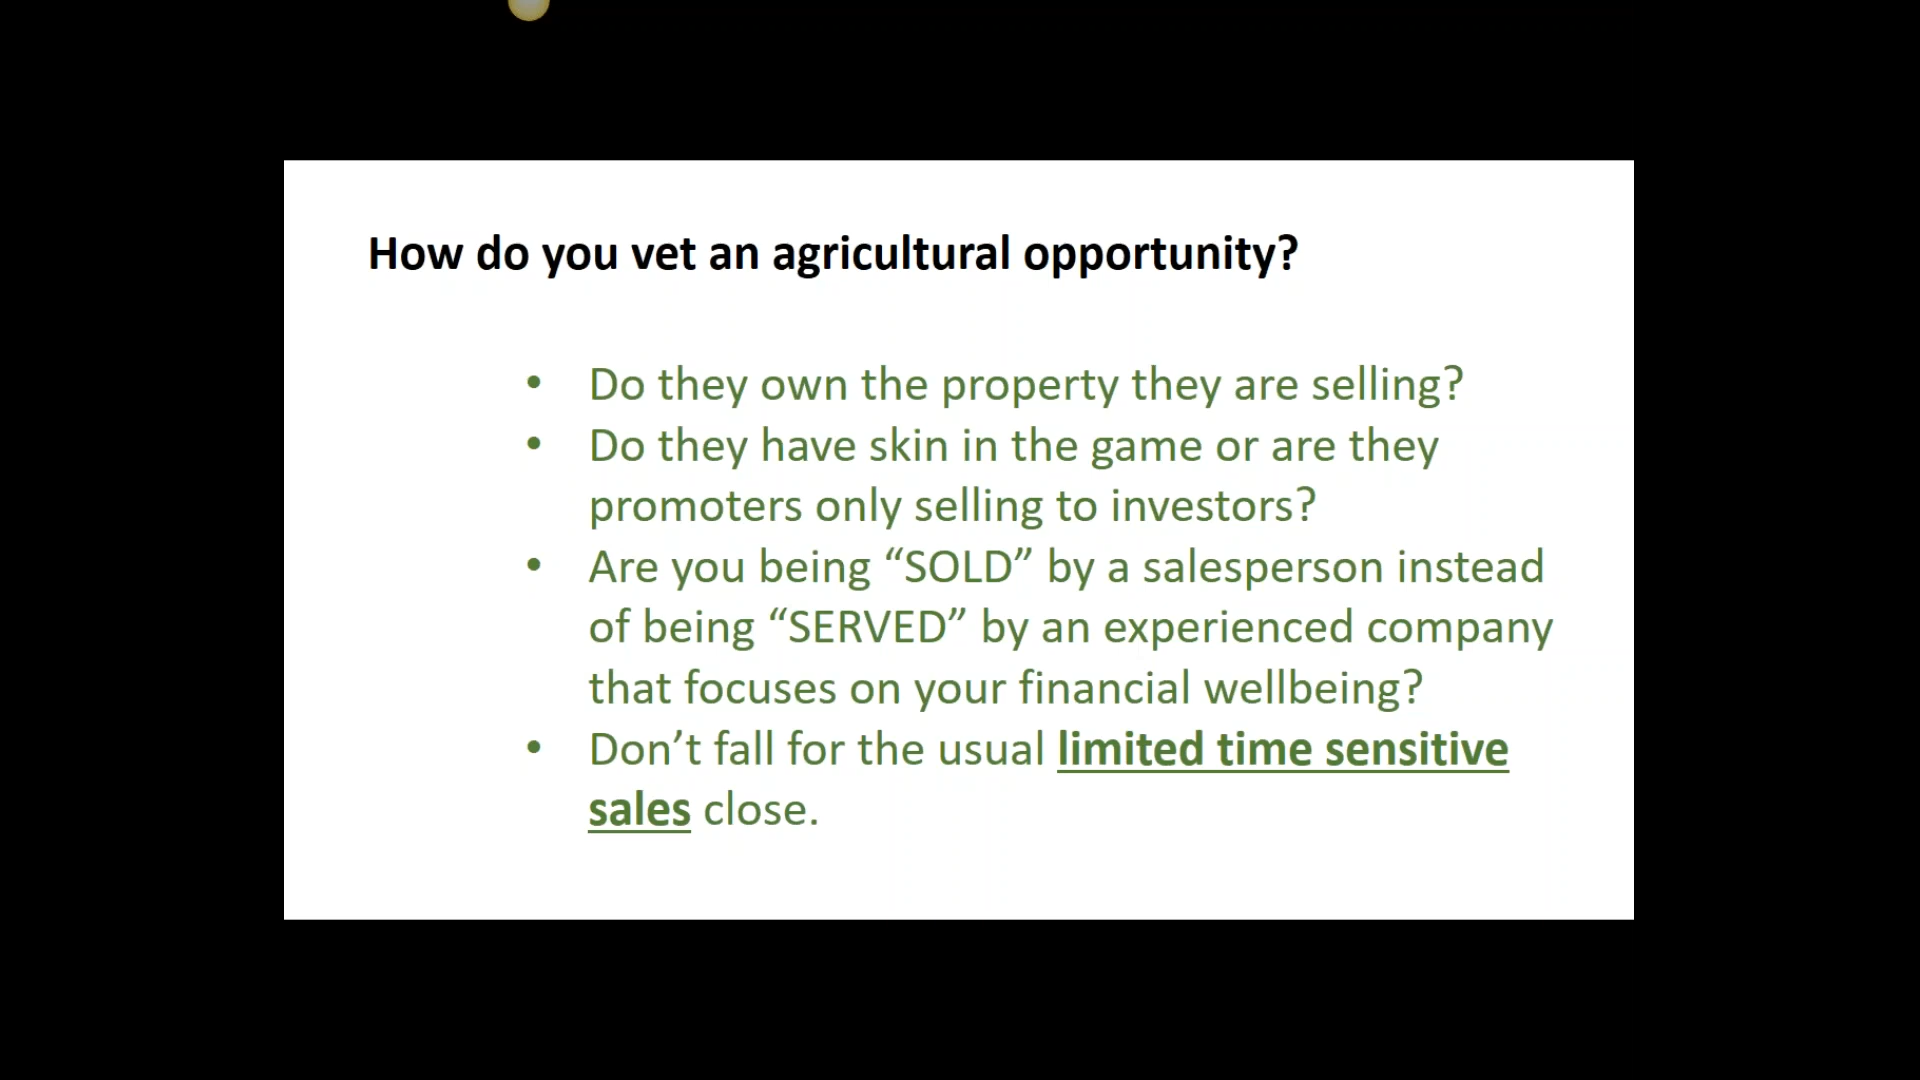 How do you vet an agricultural opportunity?
• Do they own the property they are selling?
• Do they have skin in the game or are they
promoters only selling to investors?
• Are you being “SOLD” by a salesperson instead
of being “SERVED” by an experienced company
that focuses on your financial wellbeing?
• Don’t fall for the usual limited time sensitive
sales close.